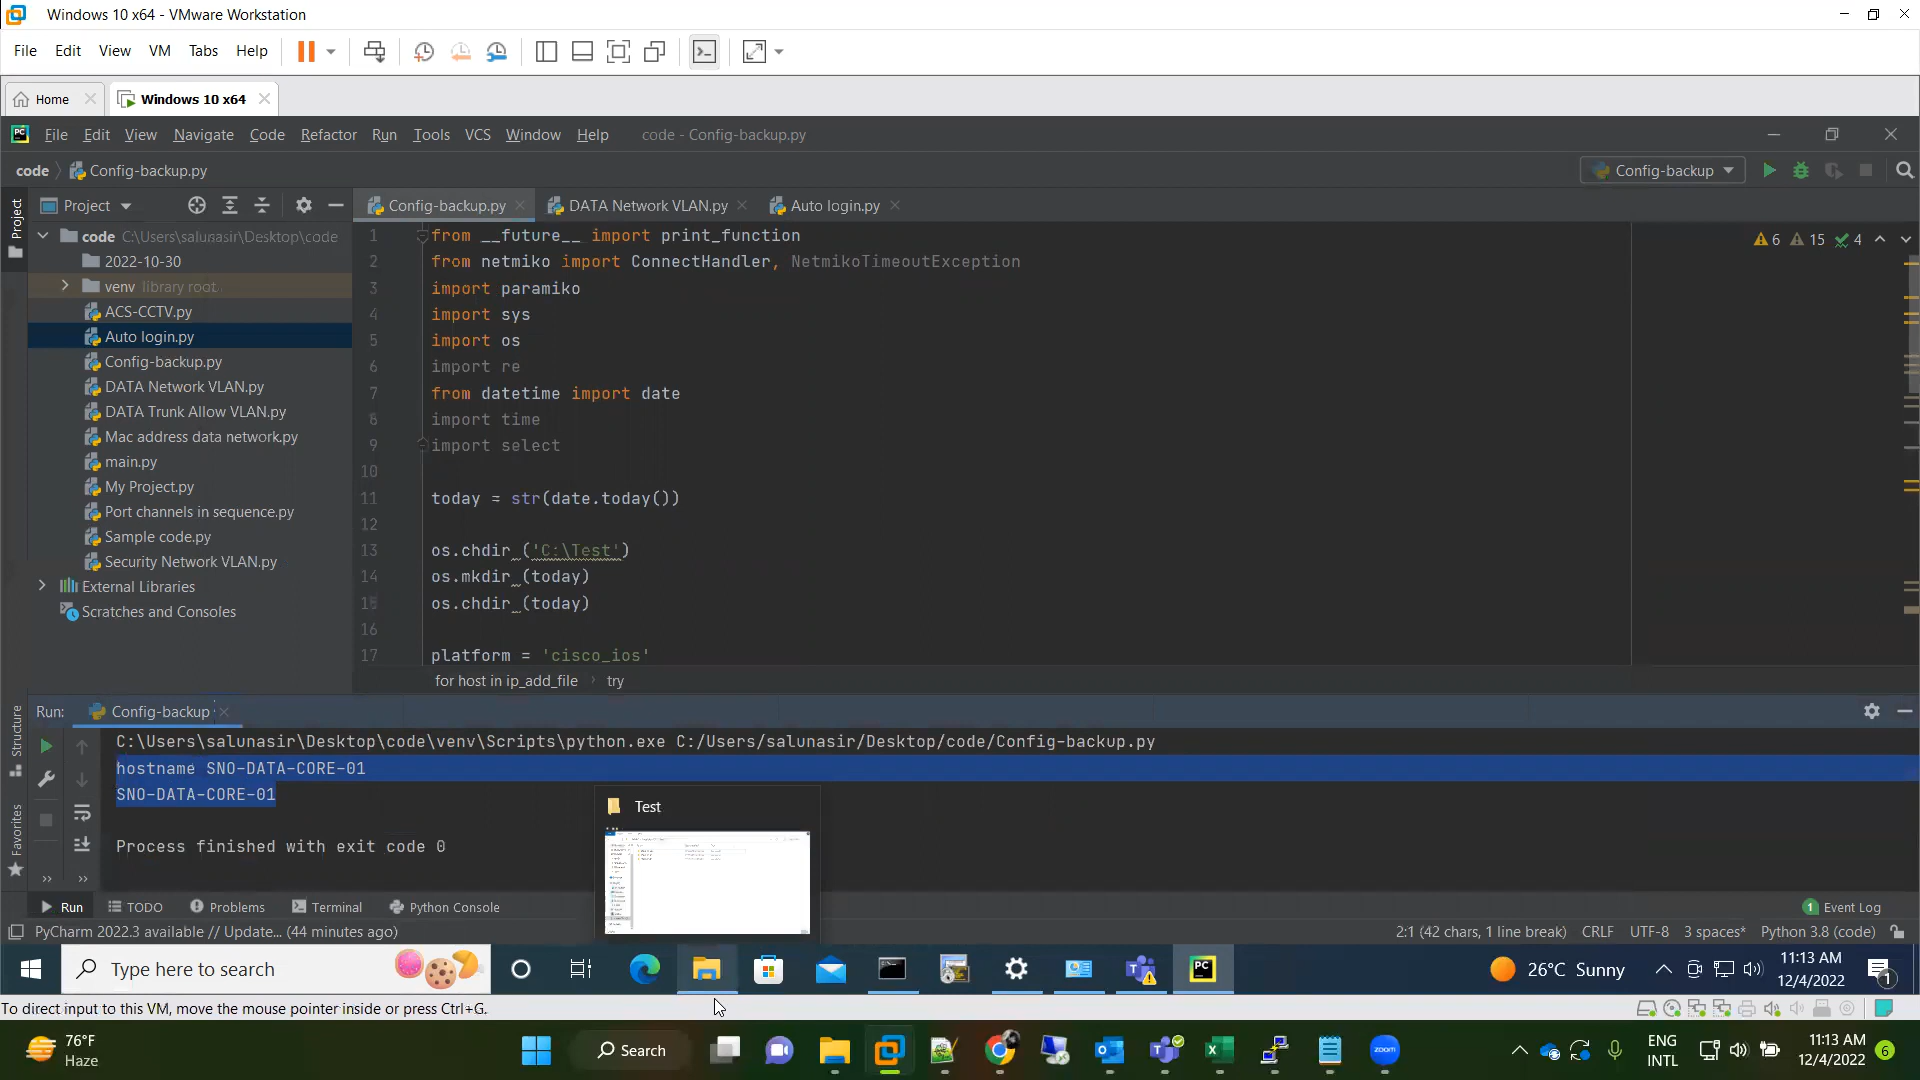 Windows 10 x64 - VMware Workstation
File Edit View VM Tabs Help
Home
Windows 10 x64
File Edit View Navigate Code Refactor Run Tools VCS Window Help code - Config-backup.py
code Config-backup.py
Config-backup
Project
Config-backup.py
DATA Network VLAN.py
Auto login.py
Project
code C:\Users\salunasir\Desktop\code
2022-10-30
venv library root
ACS-CCTV.py
Auto login.py
Config-backup.py
DATA Network VLAN.py
DATA Trunk Allow VLAN.py
Mac address data network.py
main.py
My Project.py
Port channels in sequence.py
Sample code.py
Security Network VLAN.py
External Libraries
Scratches and Consoles
6 15 4
1 from __future__ import print_function
2 from netmiko import ConnectHandler, NetmikoTimeoutException
3 import paramiko
4 import sys
5 import os
6 import re
7 from datetime import date
8 import time
9 import select
10
11 today = str(date.today())
12
13 os.chdir ('C:\Test')
14 os.mkdir (today)
15 os.chdir (today)
16
17 platform = 'cisco_ios'
for host in ip_add_file try
Run: Config-backup
C:\Users\salunasir\Desktop\code\venv\Scripts\python.exe C:/Users/salunasir/Desktop/code/Config-backup.py
hostname SNO-DATA-CORE-01
SNO-DATA-CORE-01
Process finished with exit code 0
Structure
Favorites
Test
Run TODO Problems Terminal Python Console
1 Event Log
PyCharm 2022.3 available // Update... (44 minutes ago)
2:1 (42 chars, 1 line break) CRLF UTF-8 3 spaces* Python 3.8 (code)
Type here to search
26°C Sunny
11:13 AM
12/4/2022
1
To direct input to this VM, move the mouse pointer inside or press Ctrl+G.
76°F
Haze
Search
zoom
ENG
INTL
11:13 AM
12/4/2022
6